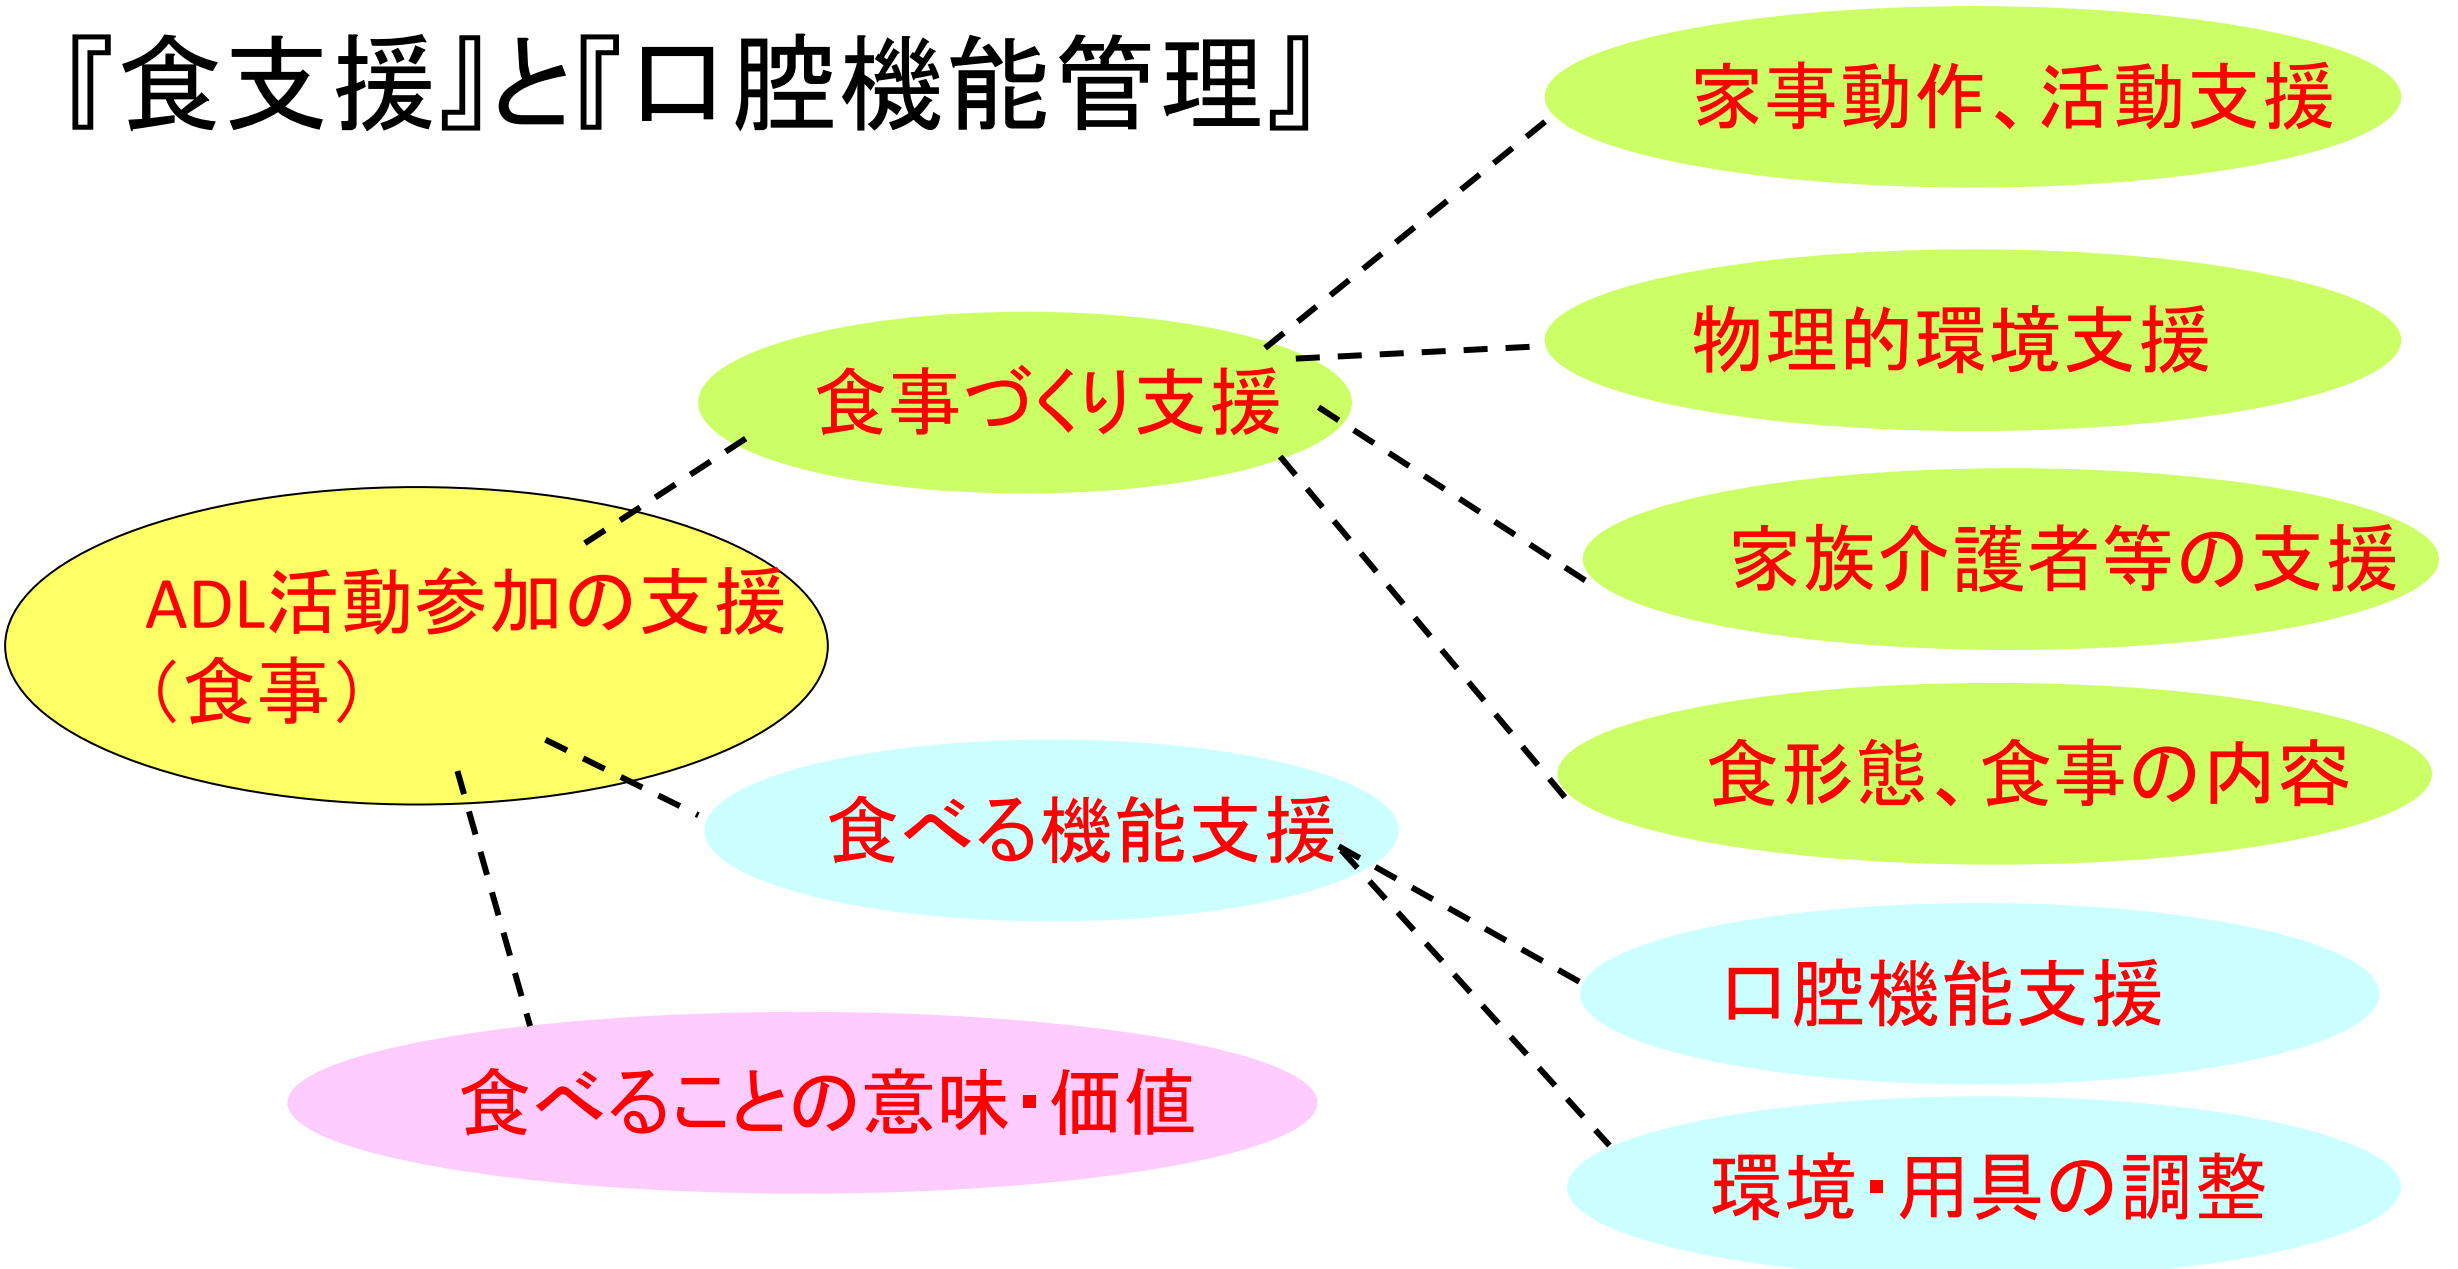 『食支援』と『口腔機能管理』
家事動作、活動支援
物理的環境支援
食事づくり支援
家族介護者等の支援
ADL活動参加の支援
（食事）
食形態、食事の内容
食べる機能支援
口腔機能支援
食べることの意味・価値
環境・用具の調整